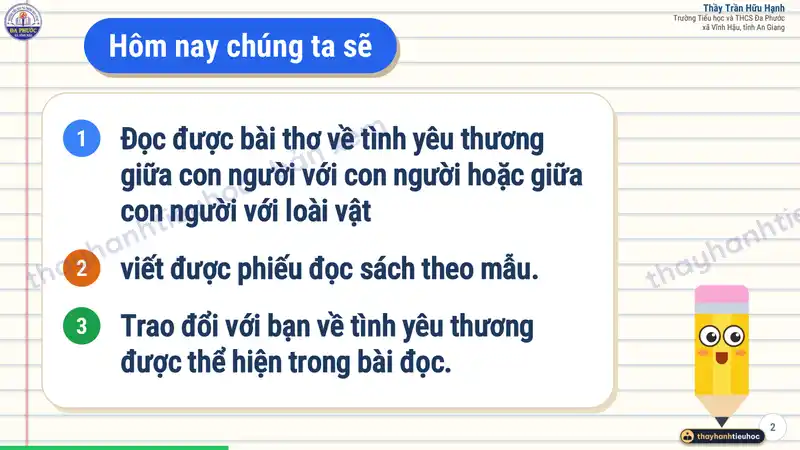 Thầy Trần Hữu Hạnh
Trường Tiểu học và THCS Đa Phước
xã Vĩnh Hậu, tỉnh An Giang
ĐA PHƯỚC
Hôm nay chúng ta sẽ
1 Đọc được bài thơ về tình yêu thương
giữa con người với con người hoặc giữa
con người với loài vật
2 viết được phiếu đọc sách theo mẫu.
3 Trao đổi với bạn về tình yêu thương
được thể hiện trong bài đọc.
thayhanhtieuhoc
2